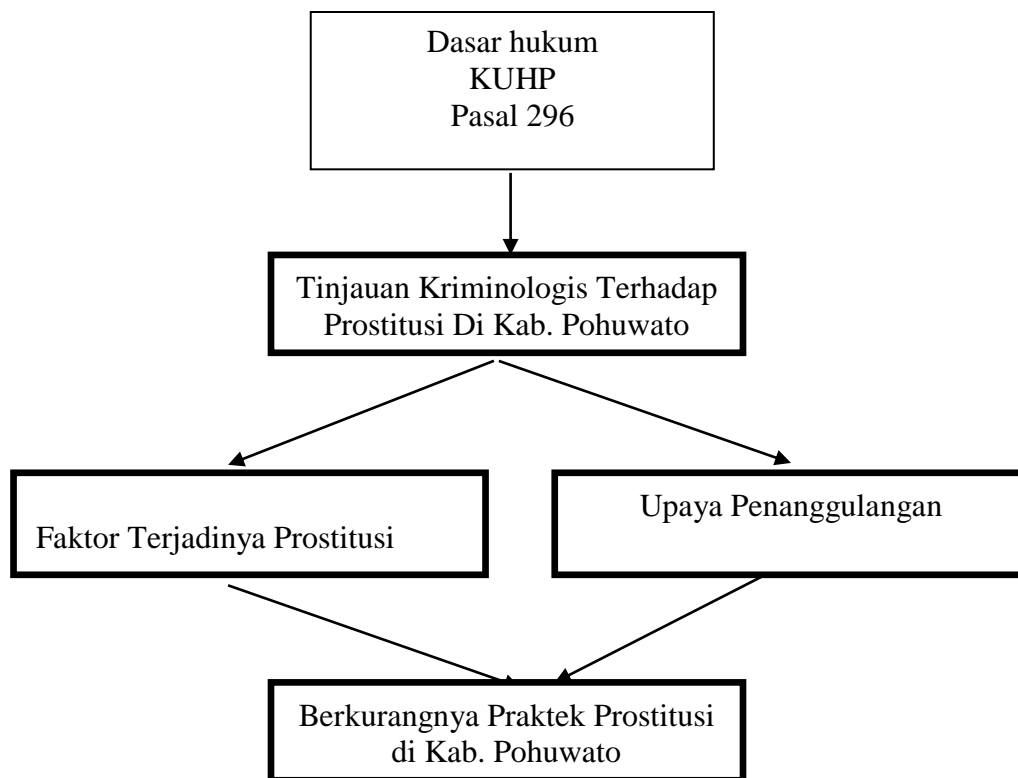 Dasar hukum
KUHP
Pasal 296
Tinjauan Kriminologis Terhadap
Prostitusi Di Kab. Pohuwato
Faktor Terjadinya Prostitusi
Upaya Penanggulangan
Berkurangnya Praktek Prostitusi
di Kab. Pohuwato